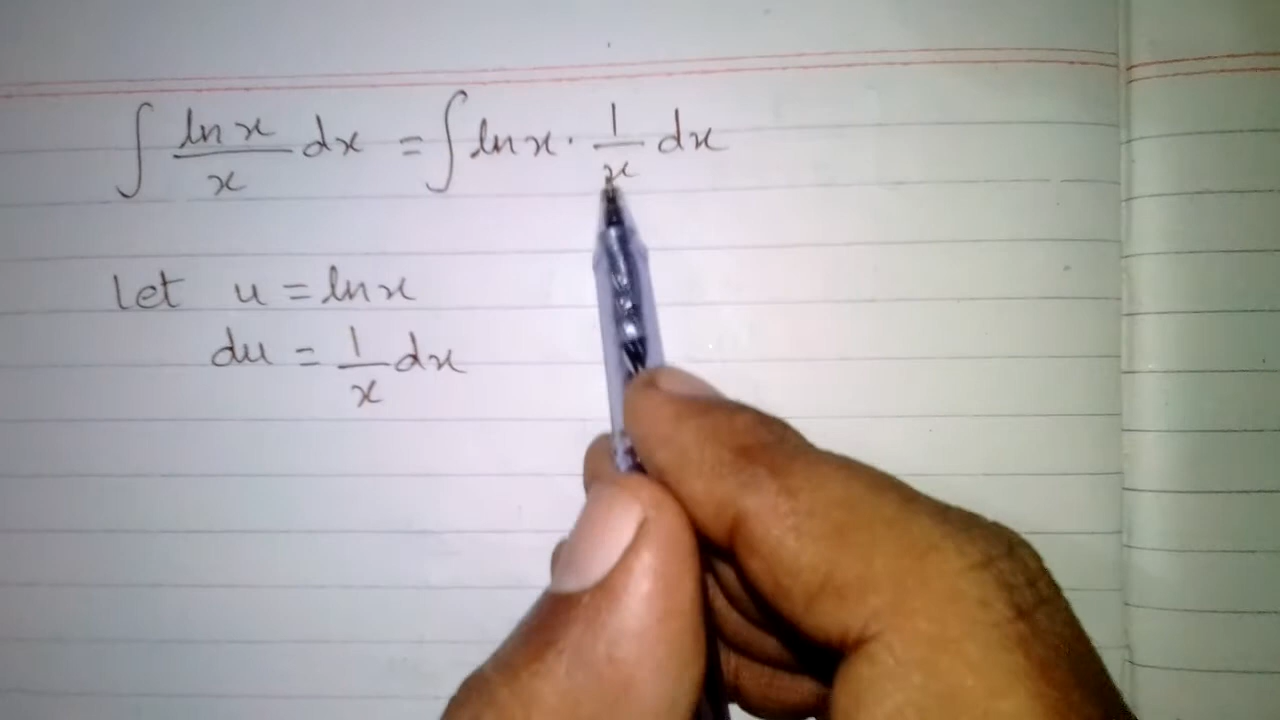 ∫ ln x / x dx = ∫ ln x · 1/x dx
Let u = ln x
du = 1/x dx